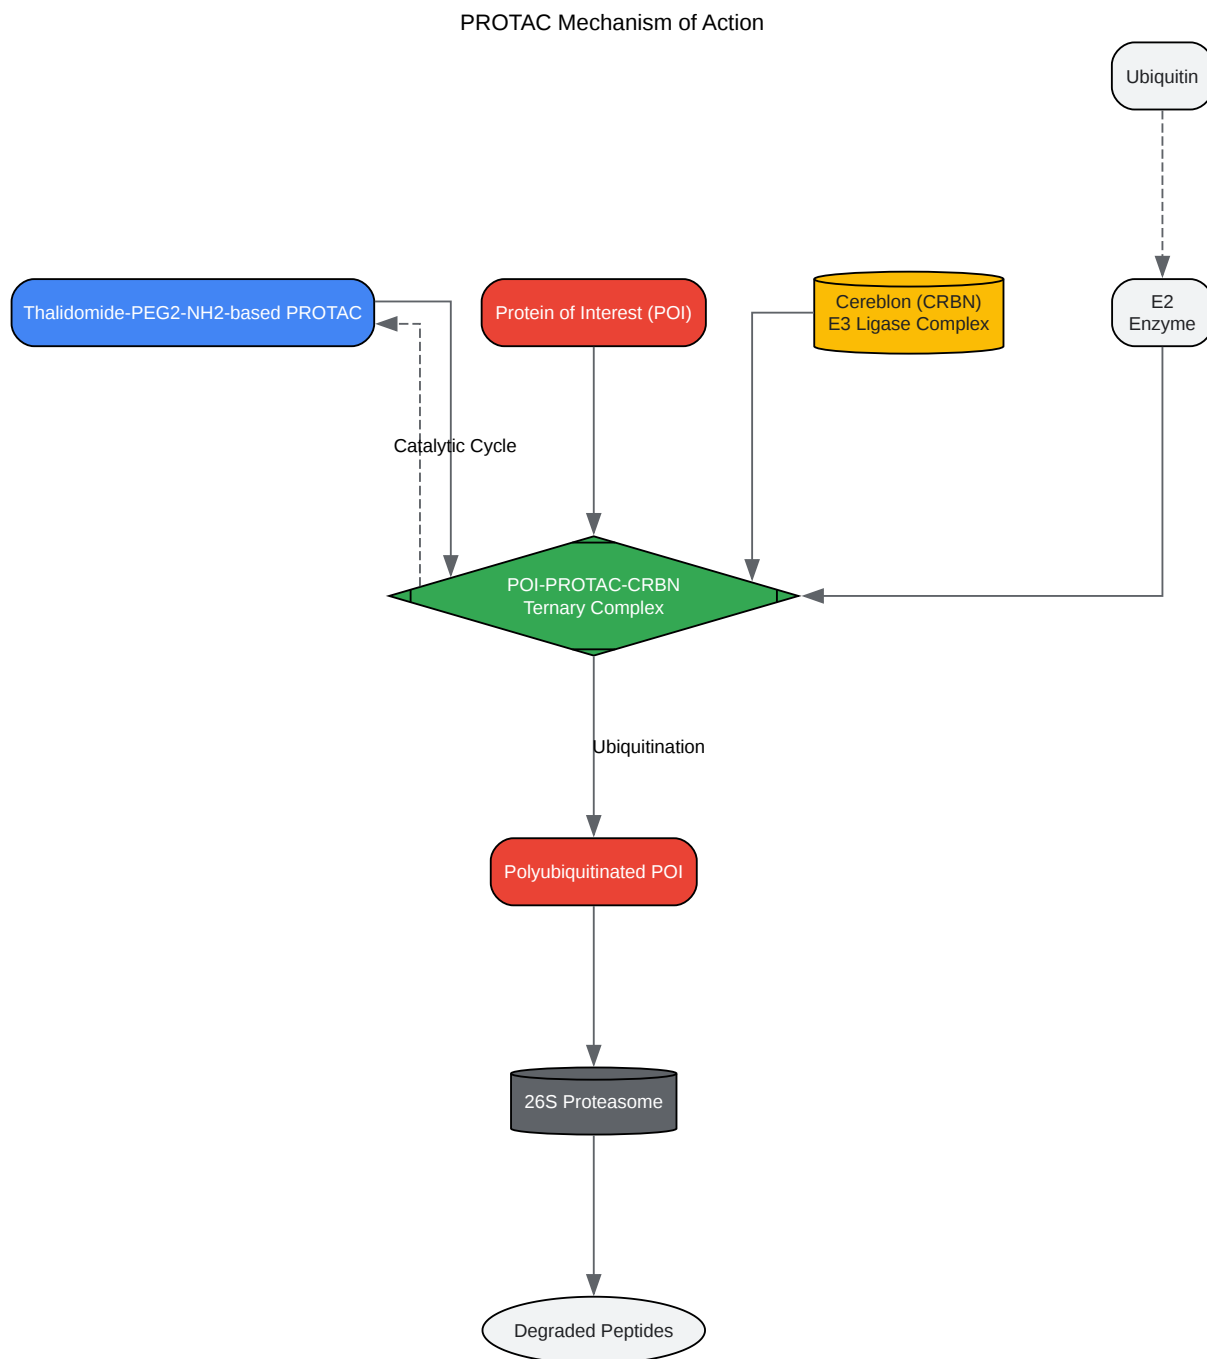 PROTAC Mechanism of Action
Ubiquitin
Thalidomide-PEG2-NH2-based PROTAC
Protein of Interest (POI)
Cereblon (CRBN)
E3 Ligase Complex
E2
Enzyme
Catalytic Cycle
POI-PROTAC-CRBN
Ternary Complex
Ubiquitination
Polyubiquitinated POI
26S Proteasome
Degraded Peptides